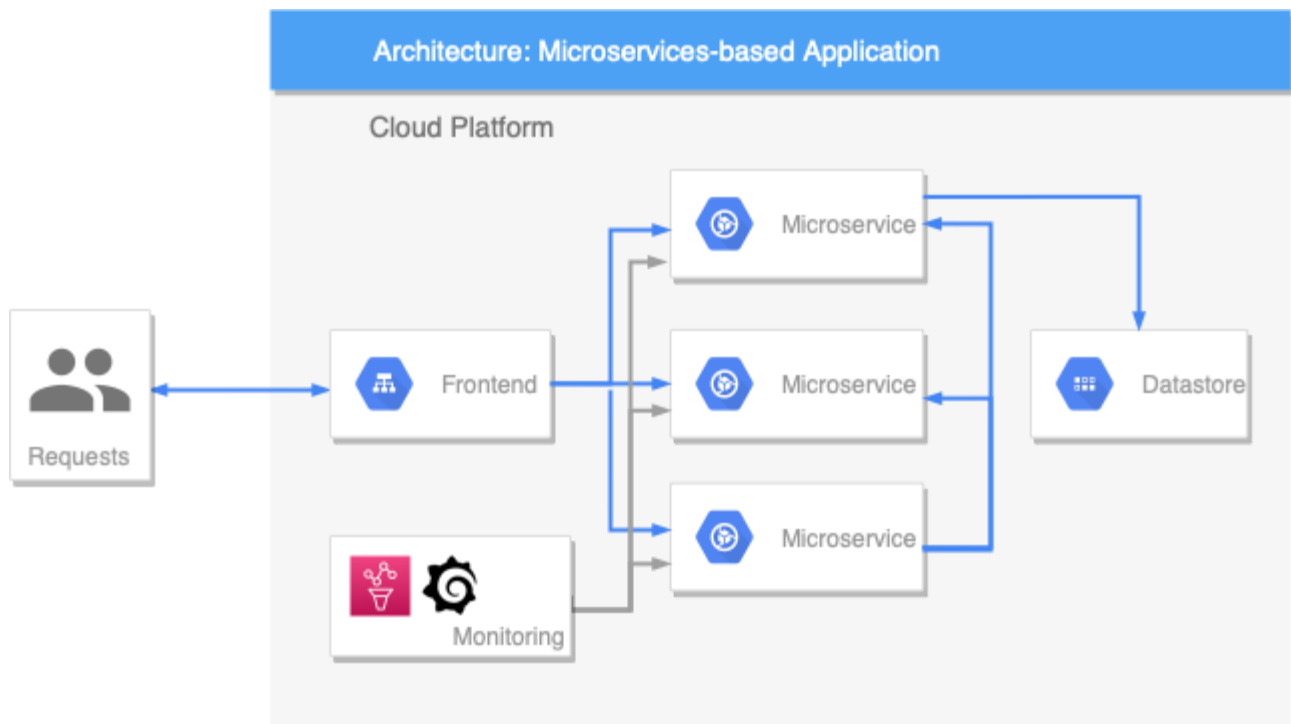 Architecture: Microservices-based Application
Cloud Platform
Microservice
Requests
Frontend
Microservice
Datastore
Microservice
Monitoring